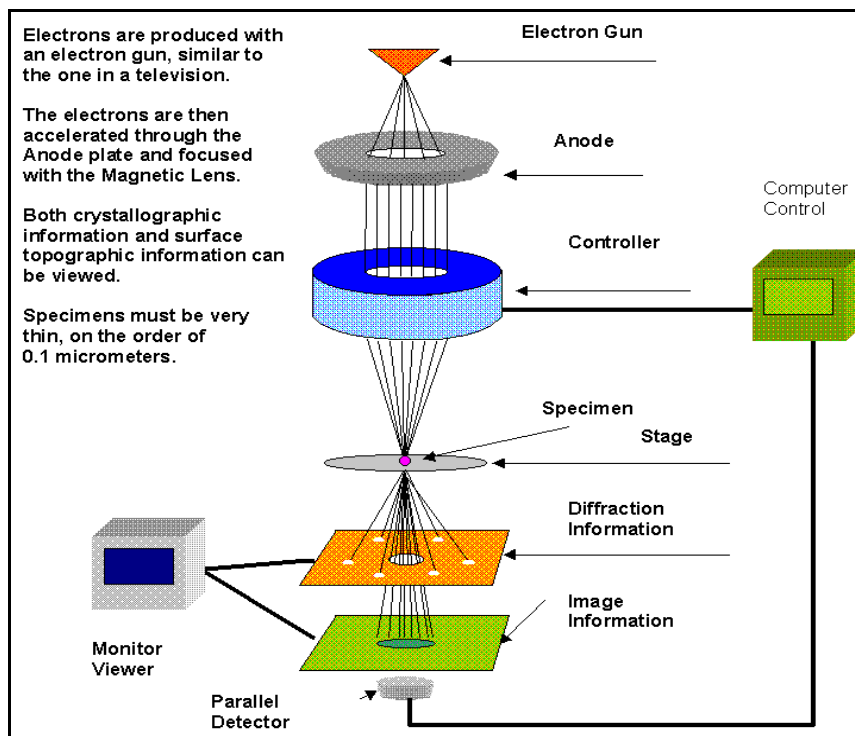 Electrons are produced with
an electron gun, similar to
the one in a television.
The electrons are then
accelerated through the
Anode plate and focused
with the Magnetic Lens.
Both crystallographic
information and surface
topographic information can
be viewed.
Specimens must be very
thin, on the order of
0.1 micrometers.
Electron Gun
Anode
Computer
Control
Controller
Specimen
Stage
Diffraction
Information
Image
Information
Monitor
Viewer
Parallel
Detector